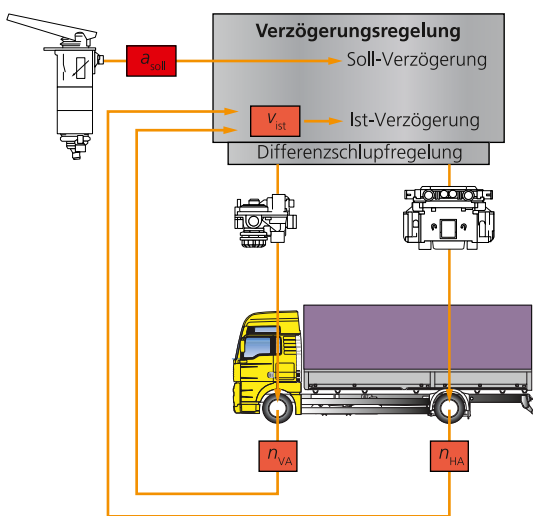 Verzögerungsregelung
a soll
Soll-Verzögerung
v ist
Ist-Verzögerung
Differenzschlupfregelung
n VA
n HA